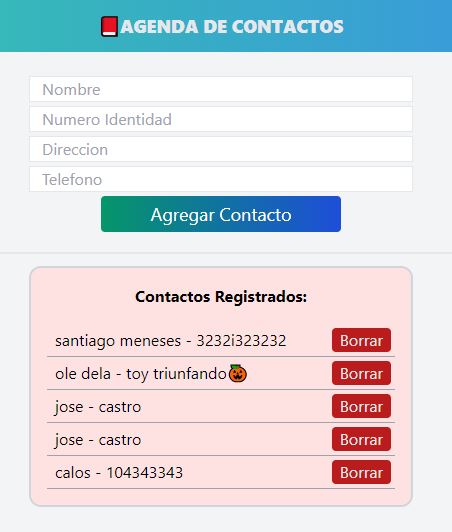 📕AGENDA DE CONTACTOS
Nombre
Numero Identidad
Direccion
Telefono
Agregar Contacto
Contactos Registrados:
santiago meneses - 3232i323232 Borrar
ole dela - toy triunfando🎃 Borrar
jose - castro Borrar
jose - castro Borrar
calos - 104343343 Borrar